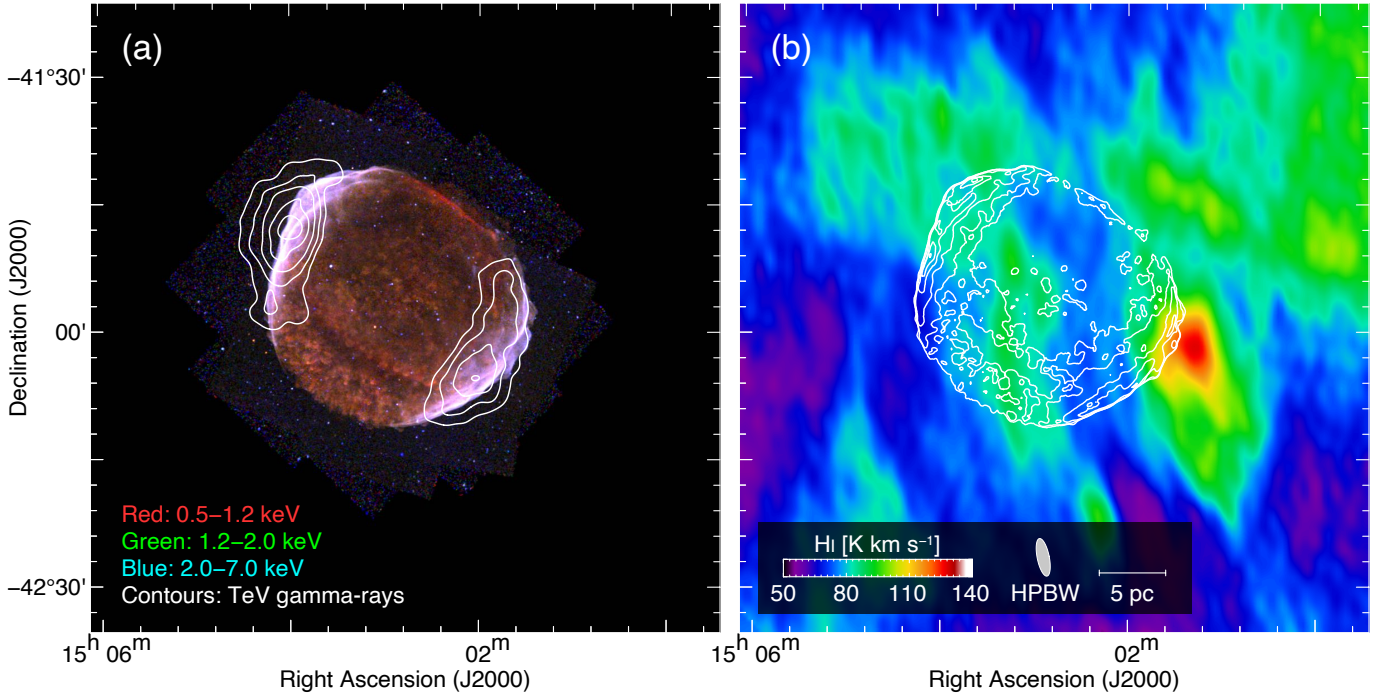 (a)
(b)
−41°30'
00'
−42°30'
Declination (J2000)
Red: 0.5–1.2 keV
Green: 1.2–2.0 keV
Blue: 2.0–7.0 keV
Contours: TeV gamma-rays
HI [K km s⁻¹]
50 80 110 140
HPBW
5 pc
15ʰ 06ᵐ
02ᵐ
15ʰ 06ᵐ
02ᵐ
Right Ascension (J2000)
Right Ascension (J2000)